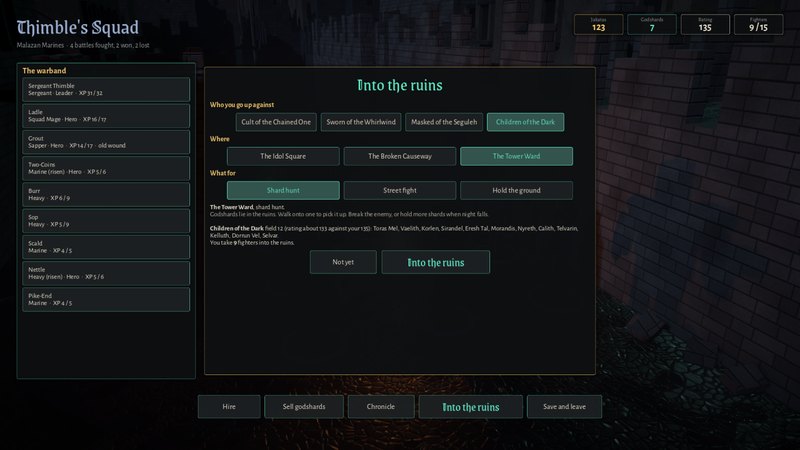 Thimble's Squad
Malazan Marines · 4 battles fought, 2 won, 2 lost
Jakatas
123
Godshards
7
Rating
135
Fighters
9/15
The warband
Sergeant Thimble
Sergeant · Leader · XP 31/32
Ladle
Squad Mage · Hero · XP 16/17
Grout
Sapper · Hero · XP 14/17 · old wound
Two-Coins
Marine (risen) · Hero · XP 5/6
Burr
Heavy · XP 6/9
Sop
Heavy · XP 5/9
Scald
Marine · XP 4/5
Nettle
Heavy (risen) · Hero · XP 5/6
Pike-End
Marine · XP 4/5
Into the ruins
Who you go up against
Cult of the Chained One
Sworn of the Whirlwind
Masked of the Seguleh
Children of the Dark
Where
The Idol Square
The Broken Causeway
The Tower Ward
What for
Shard hunt
Street fight
Hold the ground
The Tower Ward, shard hunt.
Godshards lie in the ruins. Walk onto one to pick it up. Break the enemy, or hold more shards when night falls.
Children of the Dark field 12 (rating about 133 against your 135): Toras Mel, Vaelith, Korlen, Sirandel, Eresh Tal, Morandis, Nyreth, Calith, Telvarin,
Kelluth, Dorrun Vel, Selvar.
You take 9 fighters into the ruins.
Not yet
Into the ruins
Hire
Sell godshards
Chronicle
Into the ruins
Save and leave